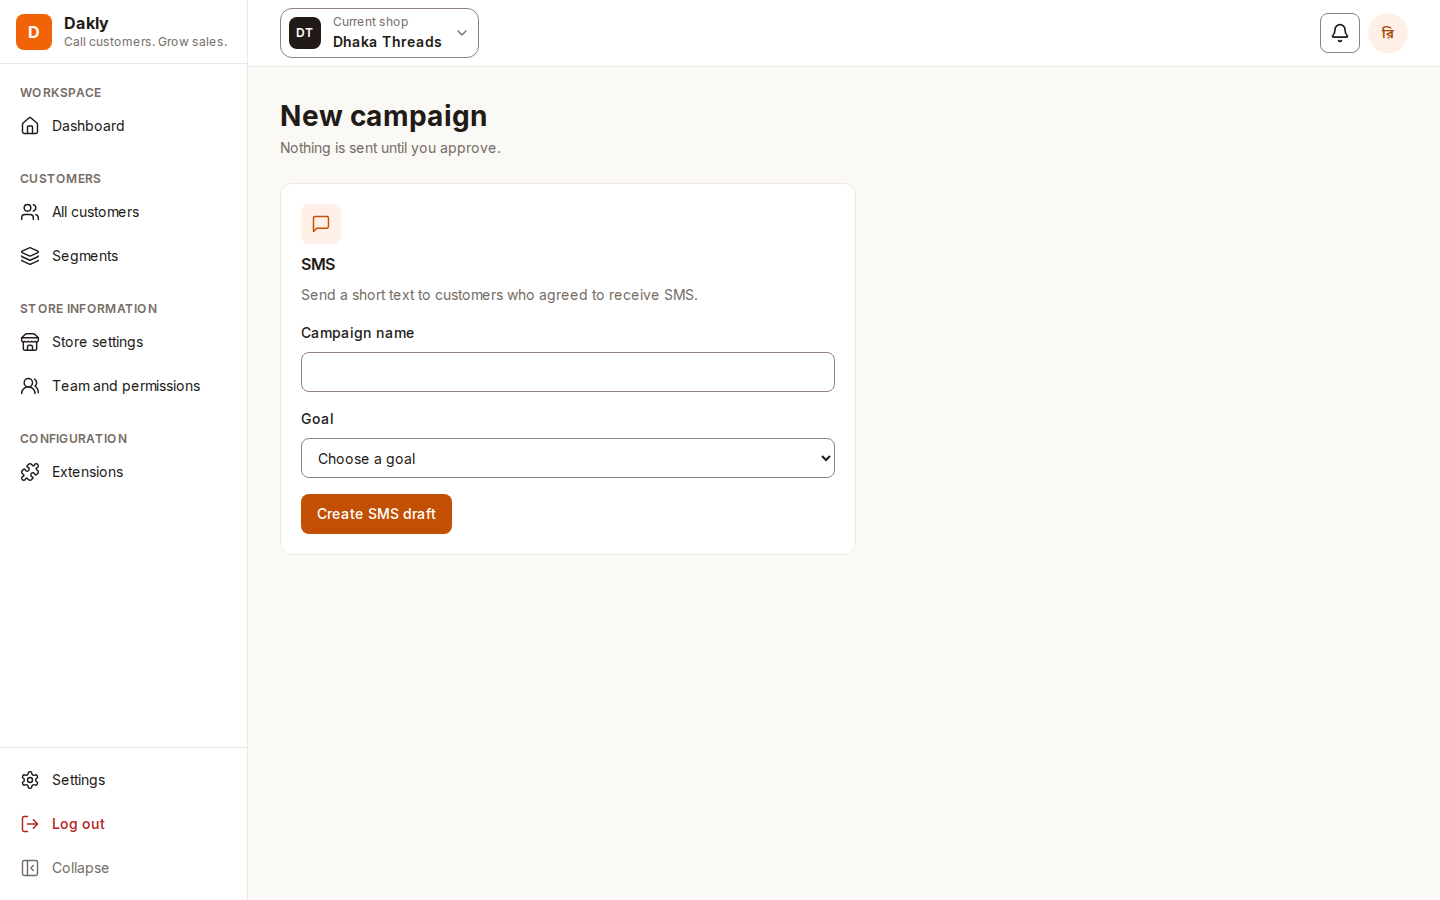 D
Dakly
Call customers. Grow sales.
DT
Current shop
Dhaka Threads
রি
WORKSPACE
Dashboard
CUSTOMERS
All customers
Segments
STORE INFORMATION
Store settings
Team and permissions
CONFIGURATION
Extensions
Settings
Log out
Collapse
New campaign
Nothing is sent until you approve.
SMS
Send a short text to customers who agreed to receive SMS.
Campaign name
Goal
Choose a goal
Create SMS draft